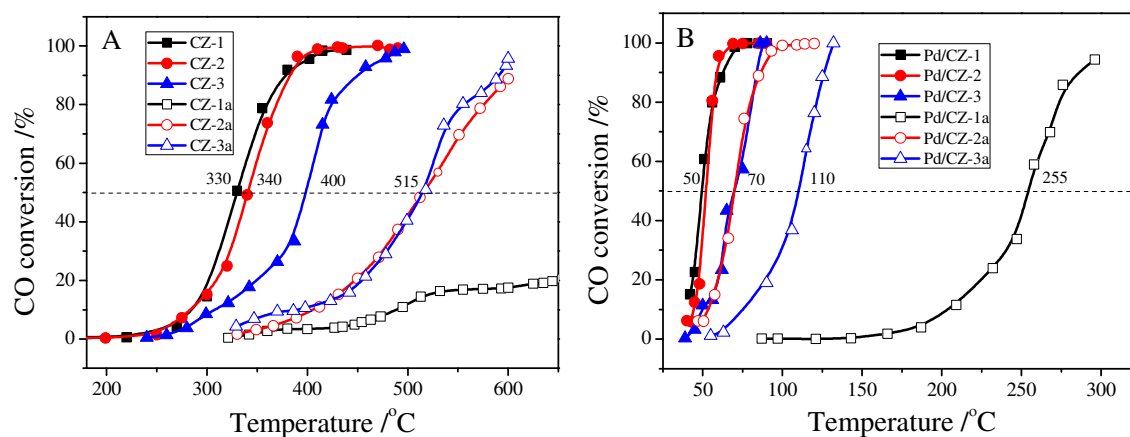 A
CZ-1
CZ-2
CZ-3
CZ-1a
CZ-2a
CZ-3a
330
340
400
515
100
80
60
40
20
0
200
300
400
500
600
CO conversion /%
Temperature /°C
B
Pd/CZ-1
Pd/CZ-2
Pd/CZ-3
Pd/CZ-1a
Pd/CZ-2a
Pd/CZ-3a
50
70
110
255
100
80
60
40
20
0
50
100
150
200
250
300
CO conversion /%
Temperature /°C